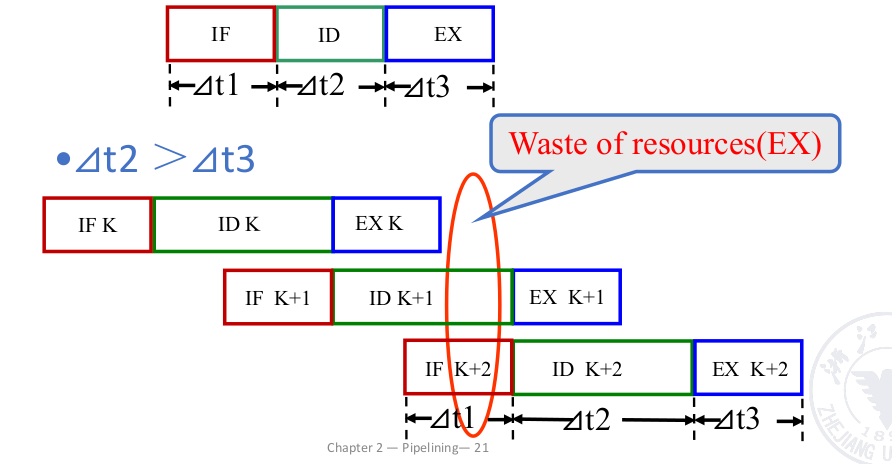 IF ID EX
⊿t1 ⊿t2 ⊿t3
Waste of resources(EX)
•⊿t2 ＞⊿t3
IF K ID K EX K
IF K+1 ID K+1 EX K+1
IF K+2 ID K+2 EX K+2
⊿t1 ⊿t2 ⊿t3
Chapter 2 — Pipelining— 21